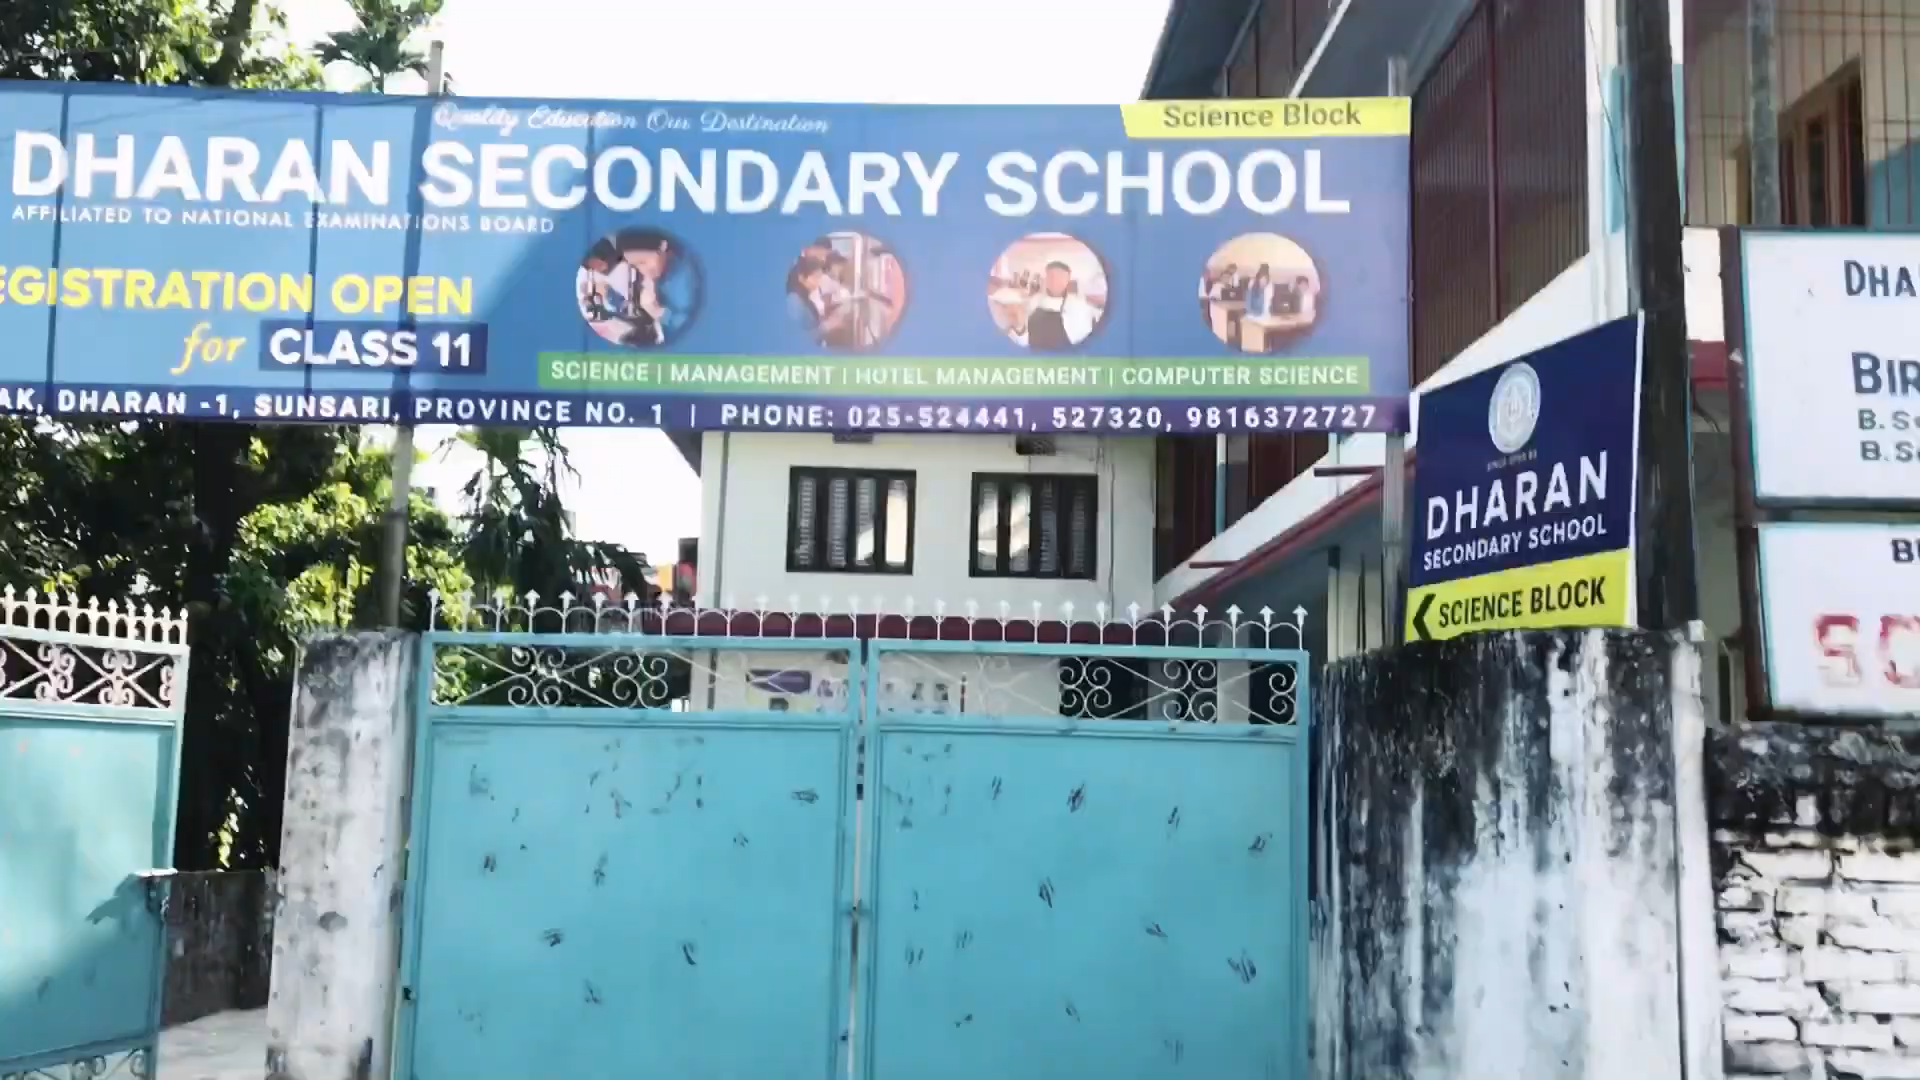 Quality Education Our Destination
Science Block
DHARAN SECONDARY SCHOOL
AFFILIATED TO NATIONAL EXAMINATIONS BOARD
EGISTRATION OPEN
for CLASS 11
SCIENCE | MANAGEMENT | HOTEL MANAGEMENT | COMPUTER SCIENCE
AK, DHARAN -1, SUNSARI, PROVINCE NO. 1 | PHONE: 025-524441, 527320, 9816372727
DHARAN
SECONDARY SCHOOL
SCIENCE BLOCK
DHA
BIR
B.Sc
B.Sc